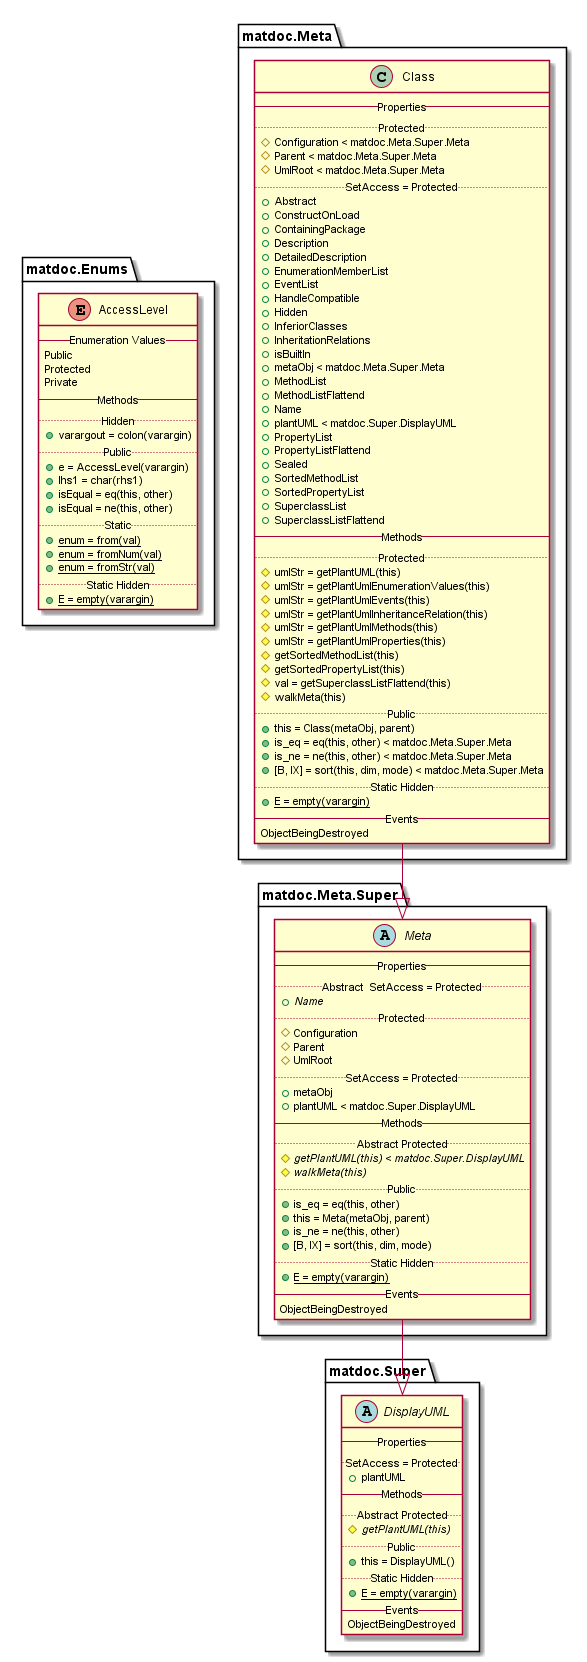 matdoc.Meta
Class
Properties
Protected
Configuration < matdoc.Meta.Super.Meta
Parent < matdoc.Meta.Super.Meta
UmlRoot < matdoc.Meta.Super.Meta
SetAccess = Protected
Abstract
ConstructOnLoad
ContainingPackage
Description
DetailedDescription
EnumerationMemberList
EventList
HandleCompatible
Hidden
InferiorClasses
InheritationRelations
isBuiltIn
metaObj < matdoc.Meta.Super.Meta
MethodList
MethodListFlattend
Name
plantUML < matdoc.Super.DisplayUML
PropertyList
PropertyListFlattend
Sealed
SortedMethodList
SortedPropertyList
SuperclassList
SuperclassListFlattend
Methods
Protected
umlStr = getPlantUML(this)
umlStr = getPlantUmlEnumerationValues(this)
umlStr = getPlantUmlEvents(this)
umlStr = getPlantUmlInheritanceRelation(this)
umlStr = getPlantUmlMethods(this)
umlStr = getPlantUmlProperties(this)
getSortedMethodList(this)
getSortedPropertyList(this)
val = getSuperclassListFlattend(this)
walkMeta(this)
Public
this = Class(metaObj, parent)
is_eq = eq(this, other) < matdoc.Meta.Super.Meta
is_ne = ne(this, other) < matdoc.Meta.Super.Meta
[B, IX] = sort(this, dim, mode) < matdoc.Meta.Super.Meta
Static Hidden
E = empty(varargin)
Events
ObjectBeingDestroyed
matdoc.Enums
AccessLevel
Enumeration Values
Public
Protected
Private
Methods
Hidden
varargout = colon(varargin)
Public
e = AccessLevel(varargin)
lhs1 = char(rhs1)
isEqual = eq(this, other)
isEqual = ne(this, other)
Static
enum = from(val)
enum = fromNum(val)
enum = fromStr(val)
Static Hidden
E = empty(varargin)
matdoc.Meta.Super
Meta
Properties
Abstract SetAccess = Protected
Name
Protected
Configuration
Parent
UmlRoot
SetAccess = Protected
metaObj
plantUML < matdoc.Super.DisplayUML
Methods
Abstract Protected
getPlantUML(this) < matdoc.Super.DisplayUML
walkMeta(this)
Public
is_eq = eq(this, other)
this = Meta(metaObj, parent)
is_ne = ne(this, other)
[B, IX] = sort(this, dim, mode)
Static Hidden
E = empty(varargin)
Events
ObjectBeingDestroyed
matdoc.Super
DisplayUML
Properties
SetAccess = Protected
plantUML
Methods
Abstract Protected
getPlantUML(this)
Public
this = DisplayUML()
Static Hidden
E = empty(varargin)
Events
ObjectBeingDestroyed